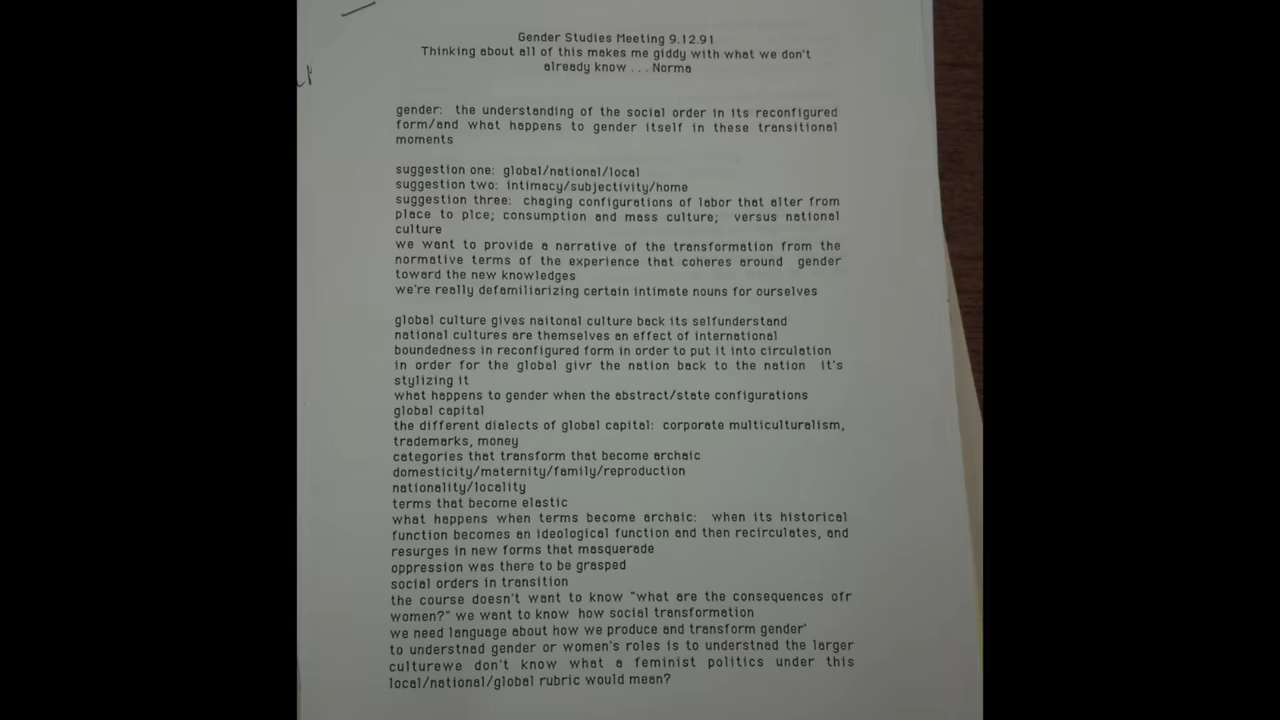 Gender Studies Meeting 9.12.91
Thinking about all of this makes me giddy with what we don't
already know . . . Norma
gender: the understanding of the social order in its reconfigured
form/and what happens to gender itself in these transitional
moments
suggestion one: global/national/local
suggestion two: intimacy/subjectivity/home
suggestion three: chaging configurations of labor that alter from
place to plce; consumption and mass culture; versus national
culture
we want to provide a narrative of the transformation from the
normative terms of the experience that coheres around gender
toward the new knowledges
we're really defamiliarizing certain intimate nouns for ourselves
global culture gives naitonal culture back its selfunderstand
national cultures are themselves an effect of international
boundedness in reconfigured form in order to put it into circulation
in order for the global givr the nation back to the nation it's
stylizing it
what happens to gender when the abstract/state configurations
global capital
the different dialects of global capital: corporate multiculturalism,
trademarks, money
categories that transform that become archaic
domesticity/maternity/family/reproduction
nationality/locality
terms that become elastic
what happens when terms become archaic: when its historical
function becomes an ideological function and then recirculates, and
resurges in new forms that masquerade
oppression was there to be grasped
social orders in transition
the course doesn't want to know "what are the consequences ofr
women?" we want to know how social transformation
we need language about how we produce and transform gender'
to understnad gender or women's roles is to understnad the larger
culturewe don't know what a feminist politics under this
local/national/global rubric would mean?